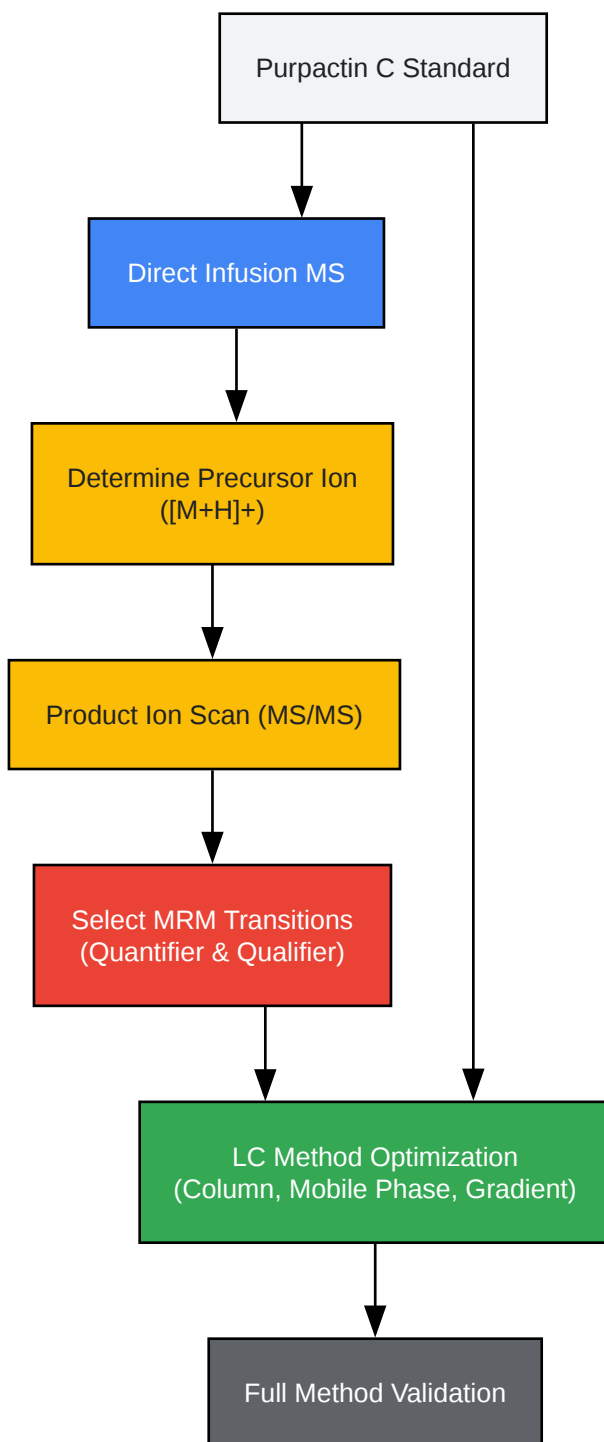 Purpactin C Standard
Direct Infusion MS
Determine Precursor Ion
([M+H]+)
Product Ion Scan (MS/MS)
Select MRM Transitions
(Quantifier & Qualifier)
LC Method Optimization
(Column, Mobile Phase, Gradient)
Full Method Validation